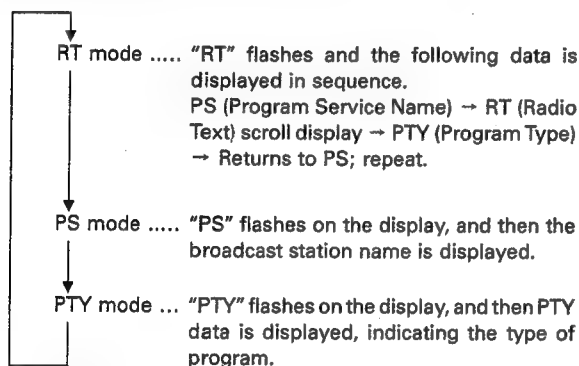 RT mode ..... “RT” flashes and the following data is
displayed in sequence.
PS (Program Service Name) → RT (Radio
Text) scroll display → PTY (Program Type)
→ Returns to PS; repeat.
PS mode ..... “PS” flashes on the display, and then the
broadcast station name is displayed.
PTY mode ... “PTY” flashes on the display, and then PTY
data is displayed, indicating the type of
program.